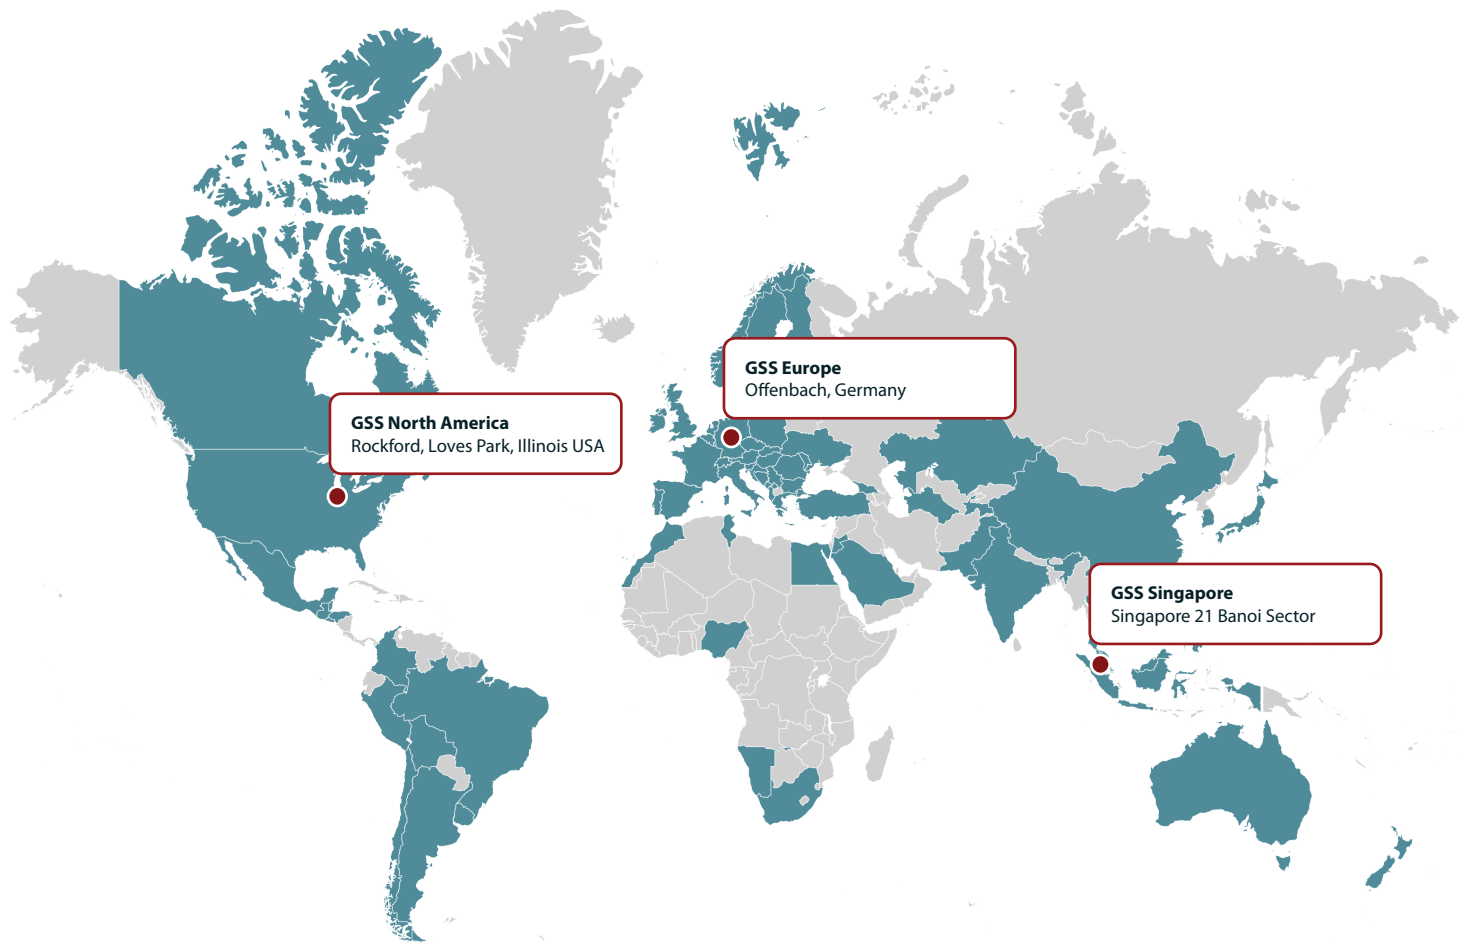 GSS Europe
Offenbach, Germany
GSS North America
Rockford, Loves Park, Illinois USA
GSS Singapore
Singapore 21 Banoi Sector